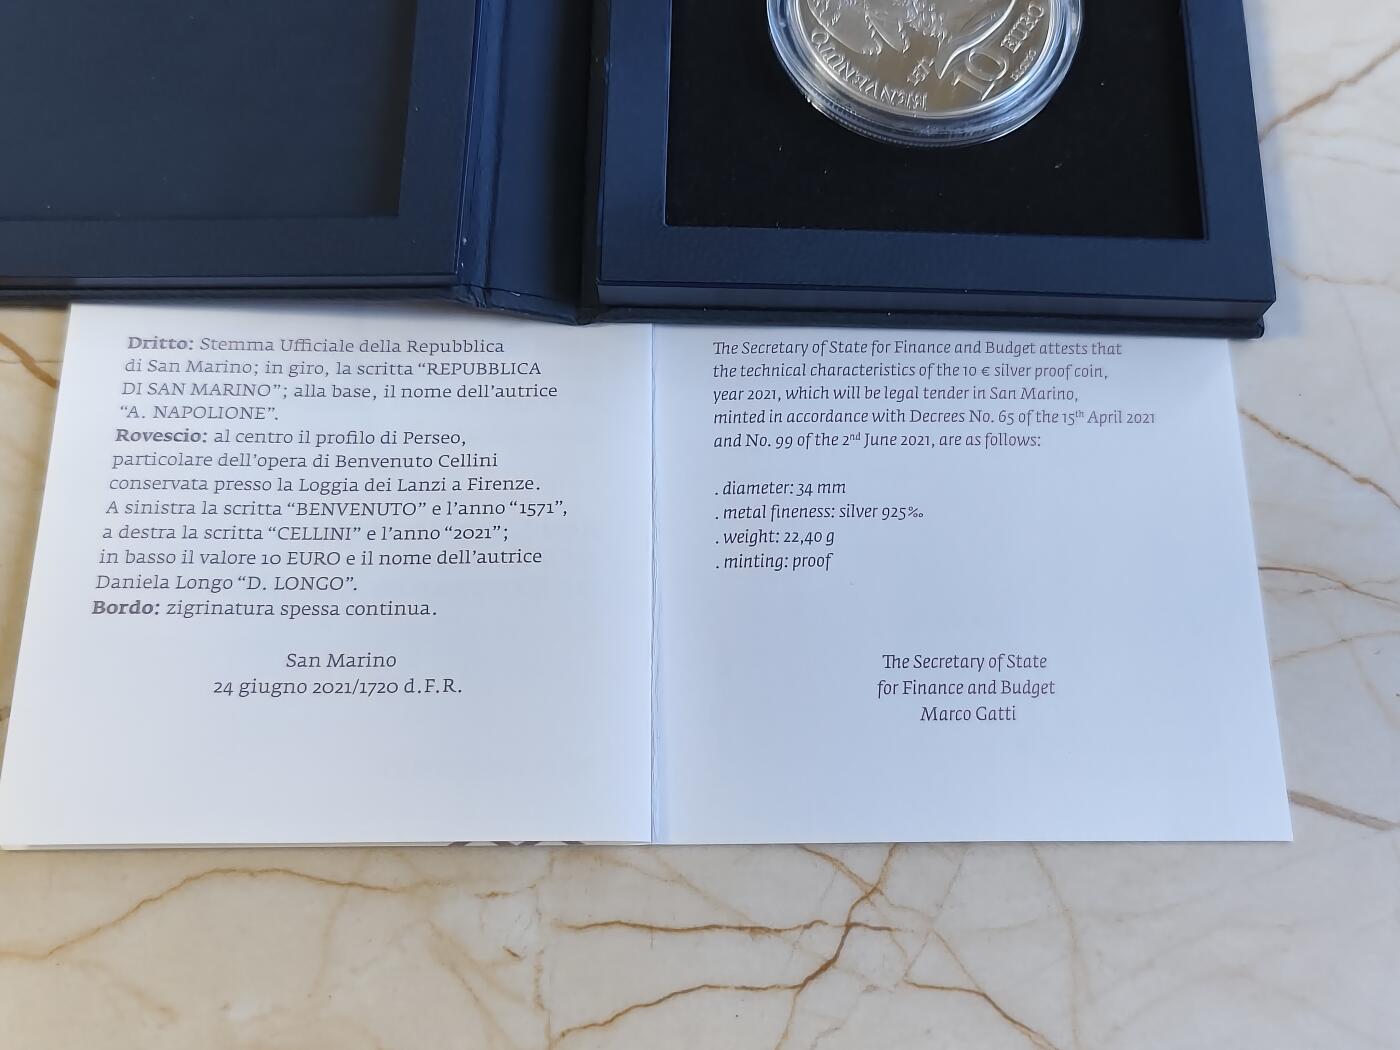 BENVENUTO
1571
10 EURO
Dritto: Stemma Ufficiale della Repubblica
di San Marino; in giro, la scritta “REPUBBLICA
DI SAN MARINO”; alla base, il nome dell’autrice
“A. NAPOLIONE”.
Rovescio: al centro il profilo di Perseo,
particolare dell’opera di Benvenuto Cellini
conservata presso la Loggia dei Lanzi a Firenze.
A sinistra la scritta “BENVENUTO” e l’anno “1571”,
a destra la scritta “CELLINI” e l’anno “2021”;
in basso il valore 10 EURO e il nome dell’autrice
Daniela Longo “D. LONGO”.
Bordo: zigrinatura spessa continua.
San Marino
24 giugno 2021/1720 d.F.R.
The Secretary of State for Finance and Budget attests that
the technical characteristics of the 10 € silver proof coin,
year 2021, which will be legal tender in San Marino,
minted in accordance with Decrees No. 65 of the 15th April 2021
and No. 99 of the 2nd June 2021, are as follows:
. diameter: 34 mm
. metal fineness: silver 925‰
. weight: 22,40 g
. minting: proof
The Secretary of State
for Finance and Budget
Marco Gatti